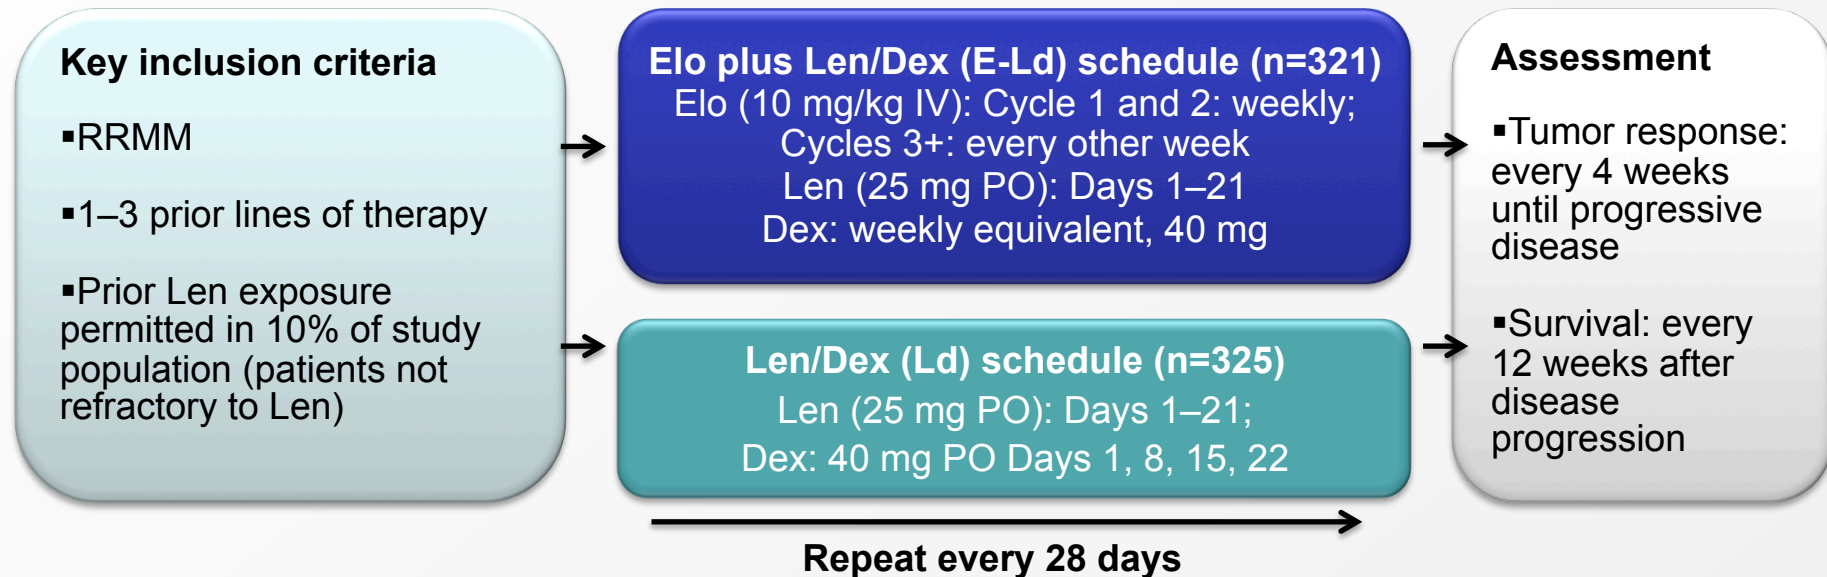 Key inclusion criteria
▪RRMM
▪1–3 prior lines of therapy
▪Prior Len exposure
permitted in 10% of study
population (patients not
refractory to Len)
Elo plus Len/Dex (E-Ld) schedule (n=321)
Elo (10 mg/kg IV): Cycle 1 and 2: weekly;
Cycles 3+: every other week
Len (25 mg PO): Days 1–21
Dex: weekly equivalent, 40 mg
Len/Dex (Ld) schedule (n=325)
Len (25 mg PO): Days 1–21;
Dex: 40 mg PO Days 1, 8, 15, 22
Repeat every 28 days
Assessment
▪Tumor response:
every 4 weeks
until progressive
disease
▪Survival: every
12 weeks after
disease
progression